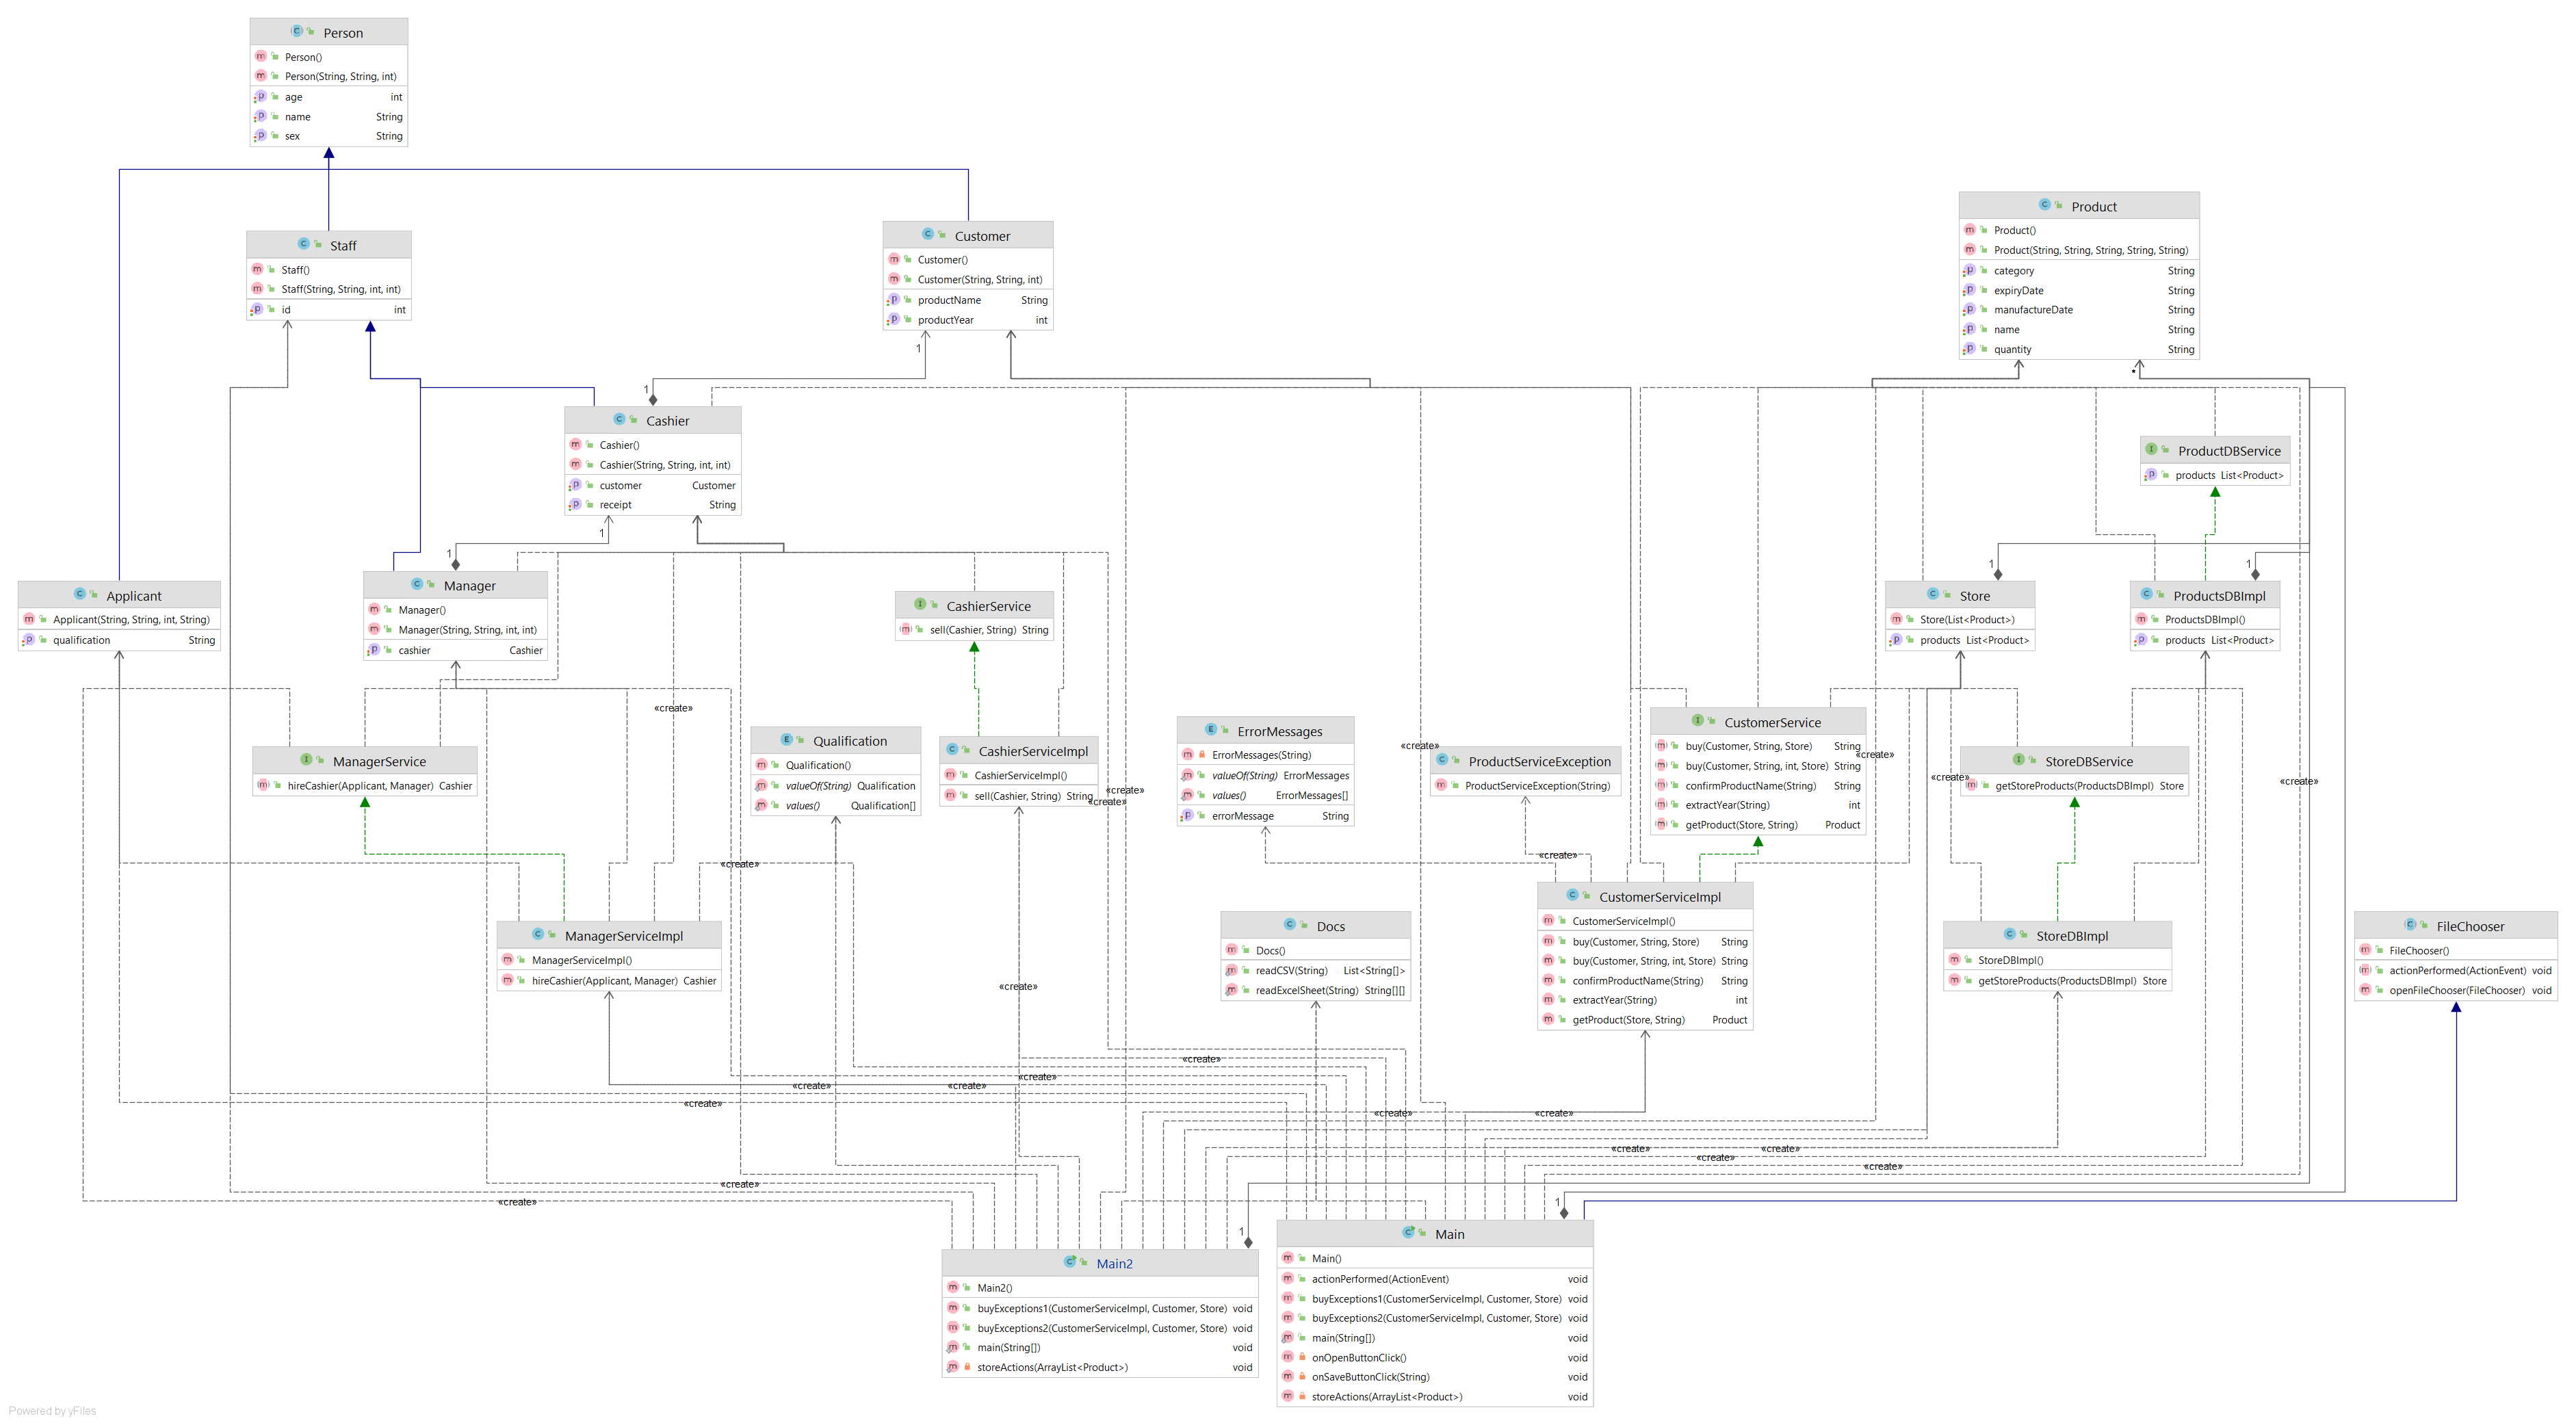 Person
Person()
Person(String, String, int)
age int
name String
sex String
Product
Product()
Product(String, String, String, String, String)
category String
expiryDate String
manufactureDate String
name String
quantity String
Staff
Staff()
Staff(String, String, int, int)
id int
Customer
Customer()
Customer(String, String, int)
productName String
productYear int
1
1
*
Cashier
Cashier()
Cashier(String, String, int, int)
customer Customer
receipt String
ProductDBService
products List<Product>
1
1
1
1
Applicant
Applicant(String, String, int, String)
qualification String
Manager
Manager()
Manager(String, String, int, int)
cashier Cashier
CashierService
sell(Cashier, String) String
Store
Store(List<Product>)
products List<Product>
ProductsDBImpl
ProductsDBImpl()
products List<Product>
«create»
ManagerService
hireCashier(Applicant, Manager) Cashier
Qualification
Qualification()
valueOf(String) Qualification
values() Qualification[]
CashierServiceImpl
CashierServiceImpl()
sell(Cashier, String) String
«create»
«create»
ErrorMessages
ErrorMessages(String)
valueOf(String) ErrorMessages
values() ErrorMessages[]
errorMessage String
«create»
ProductServiceException
ProductServiceException(String)
CustomerService
buy(Customer, String, Store) String
buy(Customer, String, int, Store) String
confirmProductName(String) String
extractYear(String) int
getProduct(Store, String) Product
«create»
«create»
StoreDBService
getStoreProducts(ProductsDBImpl) Store
«create»
«create»
«create»
ManagerServiceImpl
ManagerServiceImpl()
hireCashier(Applicant, Manager) Cashier
«create»
Docs
Docs()
readCSV(String) List<String[]>
readExcelSheet(String) String[][]
CustomerServiceImpl
CustomerServiceImpl()
buy(Customer, String, Store) String
buy(Customer, String, int, Store) String
confirmProductName(String) String
extractYear(String) int
getProduct(Store, String) Product
StoreDBImpl
StoreDBImpl()
getStoreProducts(ProductsDBImpl) Store
FileChooser
FileChooser()
actionPerformed(ActionEvent) void
openFileChooser(FileChooser) void
«create»
«create»
«create»
«create»
«create»
«create»
«create»
«create»
«create»
«create»
«create»
«create»
«create»
1
1
Main2
Main2()
buyExceptions1(CustomerServiceImpl, Customer, Store) void
buyExceptions2(CustomerServiceImpl, Customer, Store) void
main(String[]) void
storeActions(ArrayList<Product>) void
Main
Main()
actionPerformed(ActionEvent) void
buyExceptions1(CustomerServiceImpl, Customer, Store) void
buyExceptions2(CustomerServiceImpl, Customer, Store) void
main(String[]) void
onOpenButtonClick() void
onSaveButtonClick(String) void
storeActions(ArrayList<Product>) void
Powered by yFiles